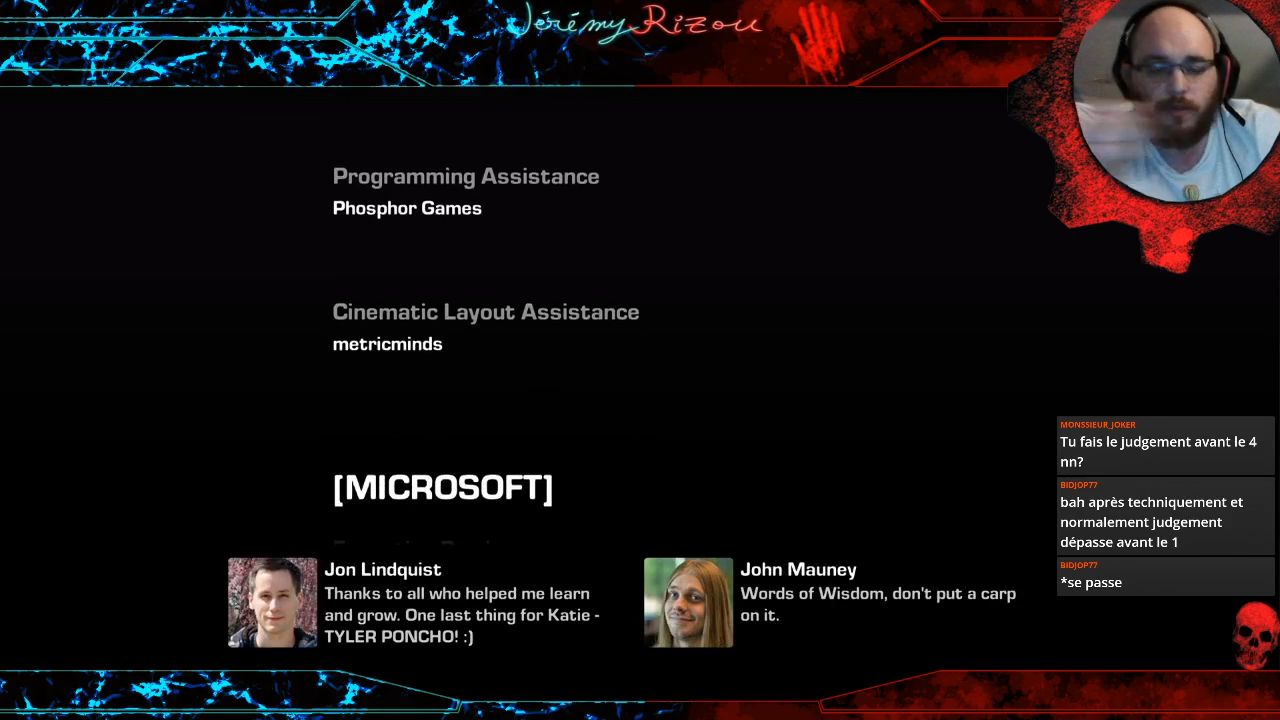 Jérémy Rizou
Programming Assistance
Phosphor Games
Cinematic Layout Assistance
metricminds
[MICROSOFT]
Jon Lindquist
Thanks to all who helped me learn
and grow. One last thing for Katie -
TYLER PONCHO! :)
John Mauney
Words of Wisdom, don't put a carp
on it.
MONSSIEUR_JOKER
Tu fais le judgement avant le 4
nn?
BIDJOP77
bah après techniquement et
normalement judgement
dépasse avant le 1
BIDJOP77
*se passe